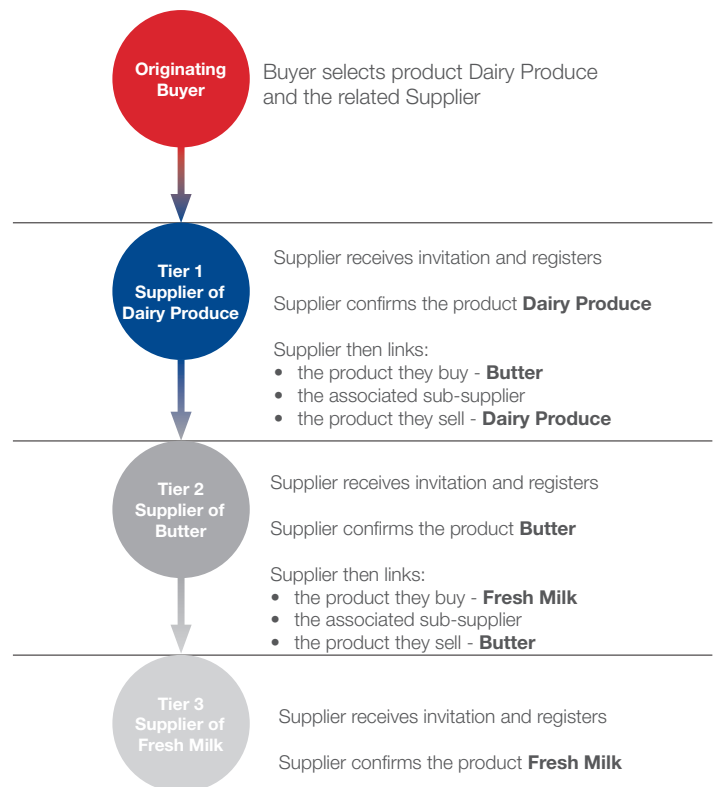 Originating
Buyer
Buyer selects product Dairy Produce
and the related Supplier
Tier 1
Supplier of
Dairy Produce
Supplier receives invitation and registers
Supplier confirms the product Dairy Produce
Supplier then links:
• the product they buy - Butter
• the associated sub-supplier
• the product they sell - Dairy Produce
Tier 2
Supplier of
Butter
Supplier receives invitation and registers
Supplier confirms the product Butter
Supplier then links:
• the product they buy - Fresh Milk
• the associated sub-supplier
• the product they sell - Butter
Tier 3
Supplier of
Fresh Milk
Supplier receives invitation and registers
Supplier confirms the product Fresh Milk